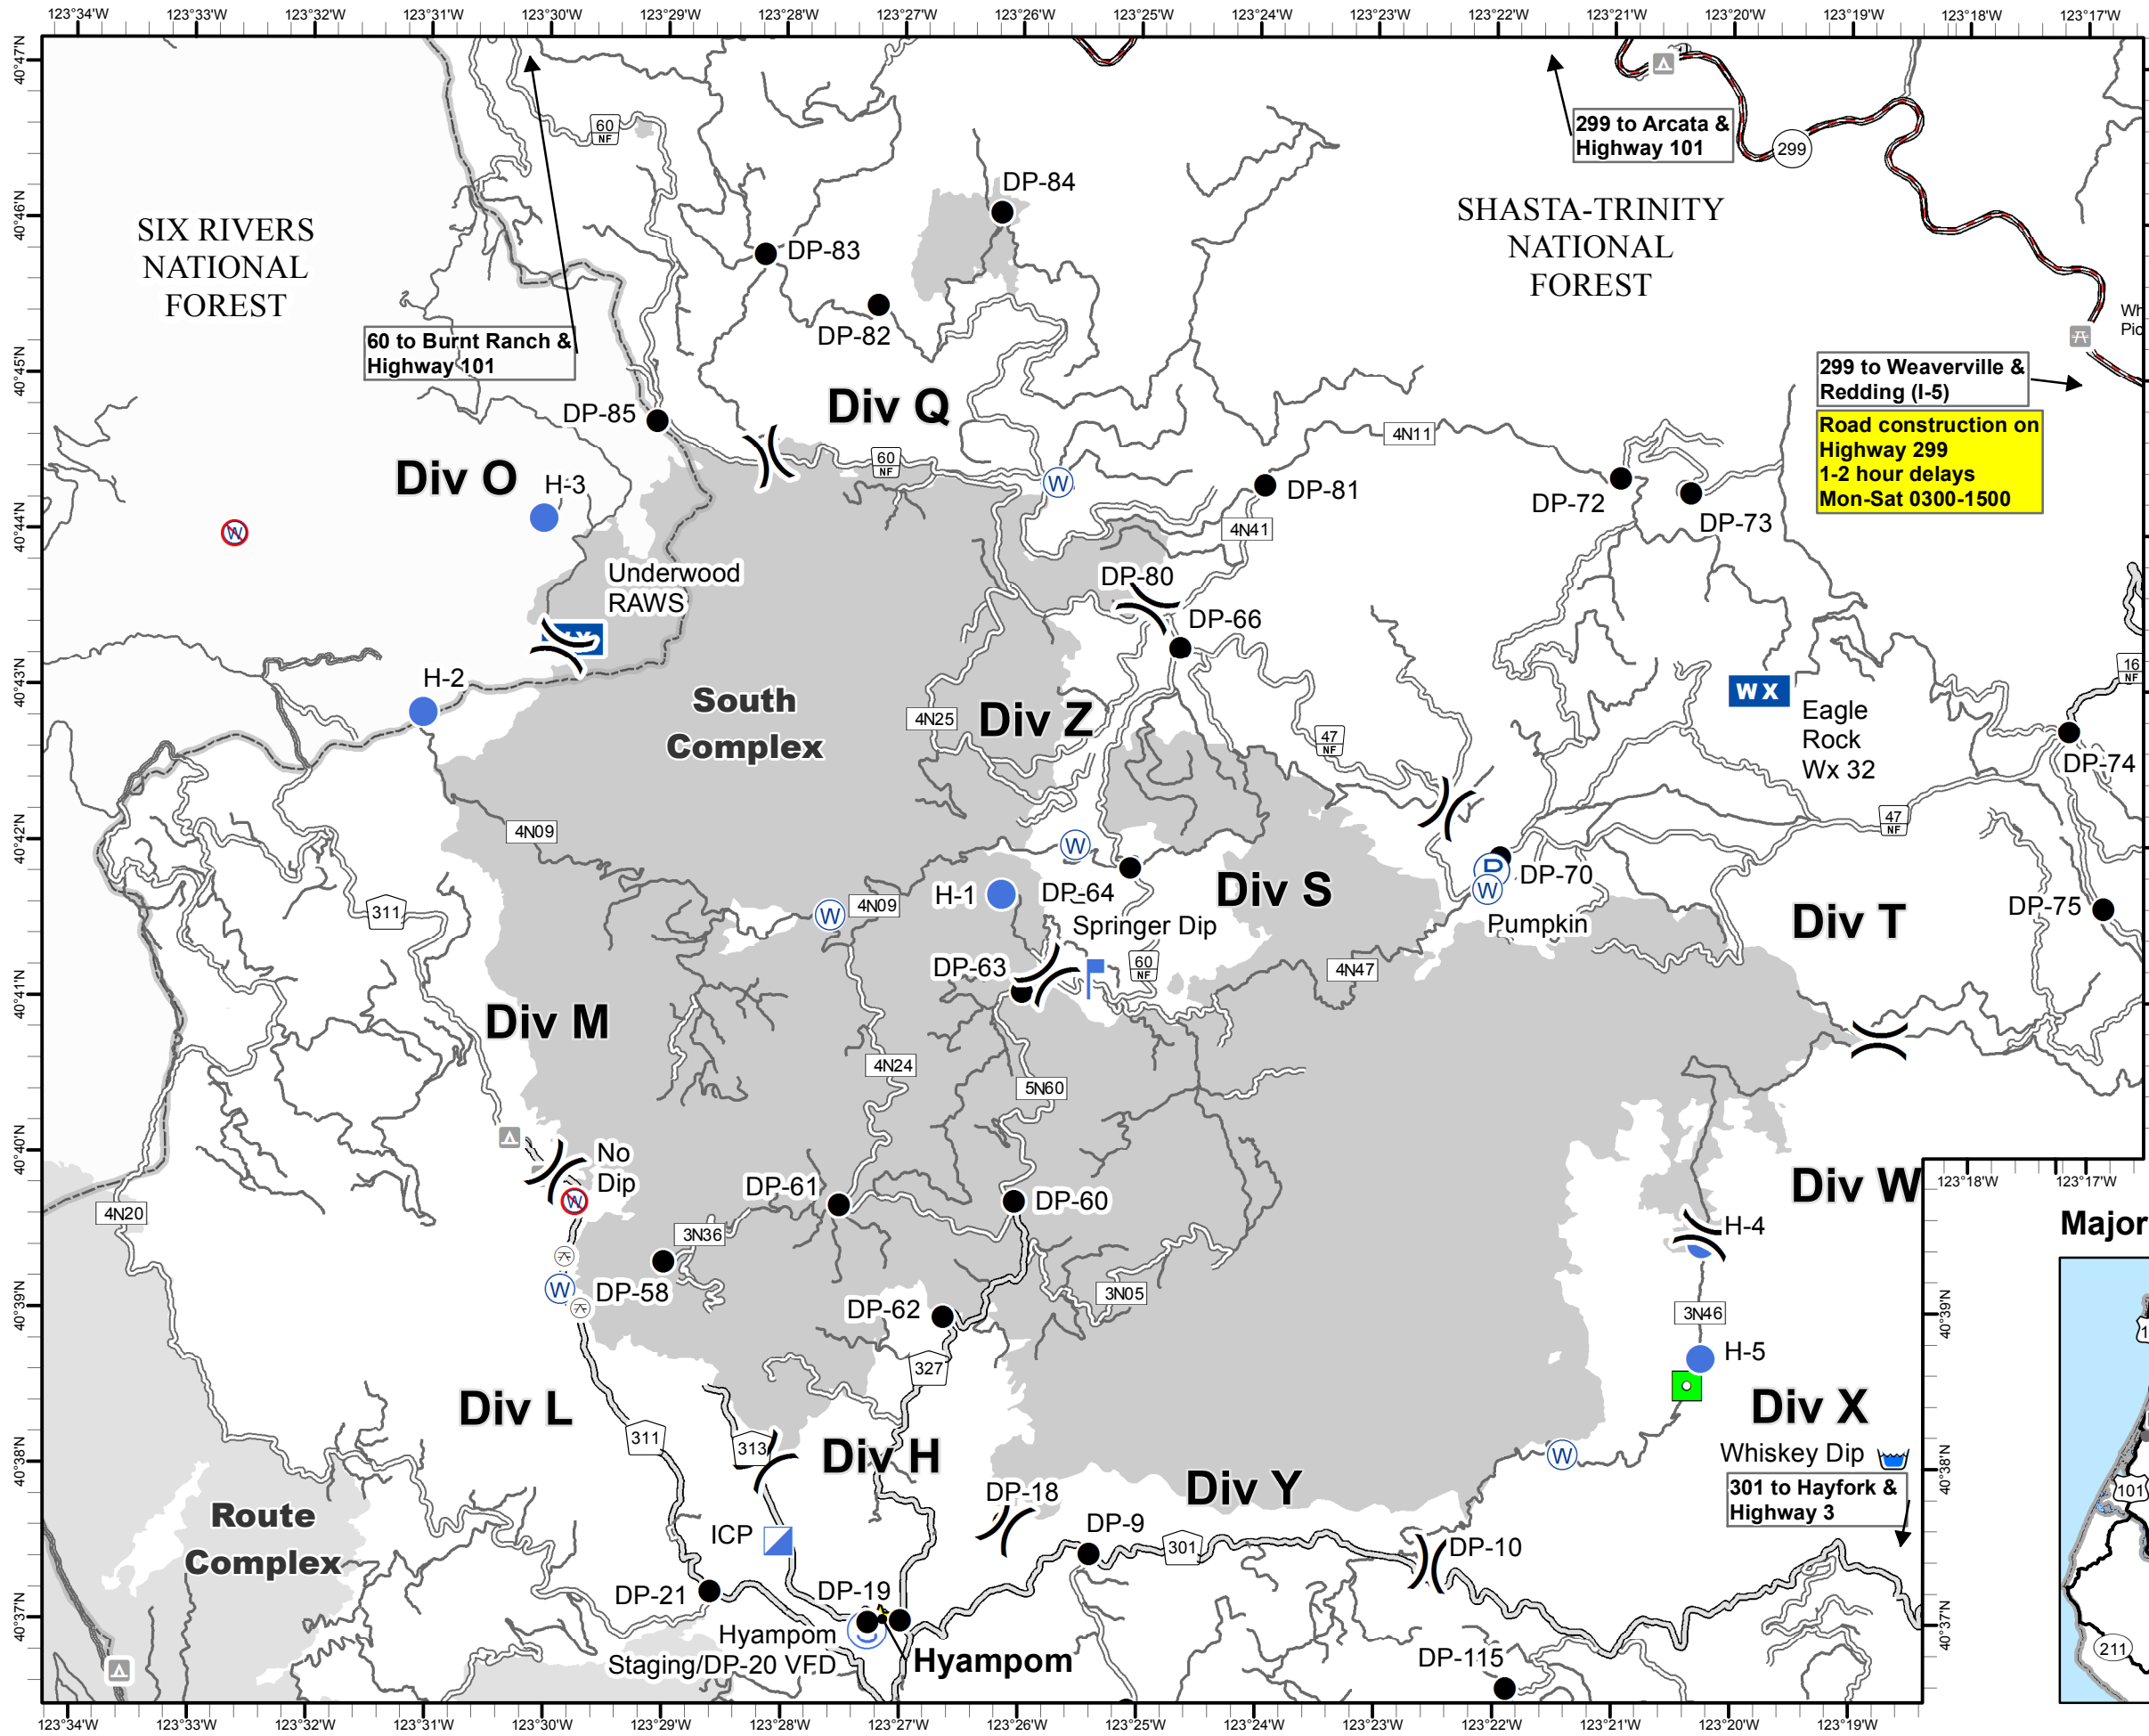 123°34'W 123°33'W 123°32'W 123°31'W 123°30'W 123°29'W 123°28'W 123°27'W 123°26'W 123°25'W 123°24'W 123°23'W 123°22'W 123°21'W 123°20'W 123°19'W 123°18'W 123°17'W
40°47'N
299 to Arcata &
Highway 101
299
60
NF
DP-84
40°46'N
SIX RIVERS
NATIONAL
FOREST
SHASTA-TRINITY
NATIONAL
FOREST
DP-83
DP-82
60 to Burnt Ranch &
Highway 101
40°45'N
299 to Weaverville &
Redding (I-5)
Road construction on
Highway 299
1-2 hour delays
Mon-Sat 0300-1500
DP-85
Div Q
4N11
60
NF
W
Div O
H-3
DP-81
DP-72
DP-73
40°44'N
W
4N41
Underwood
RAWS
DP-80
DP-66
40°43'N
H-2
16
NF
WX
Eagle
Rock
Wx 32
South
Complex
4N25
Div Z
47
NF
DP-74
40°42'N
4N09
W
47
NF
311
W
4N09
H-1
DP-64
Div S
DP-70
W
Pumpkin
Div T
DP-75
Springer Dip
DP-63
60
NF
4N47
40°41'N
Div M
4N24
5N60
40°40'N
No
Dip
W
4N20
DP-61
DP-60
Div W
123°18'W 123°17'W
H-4
Major
3N36
DP-58
W
3N05
40°39'N
DP-62
3N46
40°39'N
327
H-5
Div L
Div X
311
313
Div H
Whiskey Dip
W
40°38'N
40°38'N
Div Y
301 to Hayfork &
Highway 3
101
Route
Complex
DP-18
ICP
DP-9
301
DP-10
DP-21
DP-19
40°37'N
40°37'N
Hyampom
Staging/DP-20 VFD
Hyampom
DP-115
211
123°34'W 123°33'W 123°32'W 123°31'W 123°30'W 123°29'W 123°28'W 123°27'W 123°26'W 123°25'W 123°24'W 123°23'W 123°22'W 123°21'W 123°20'W 123°19'W